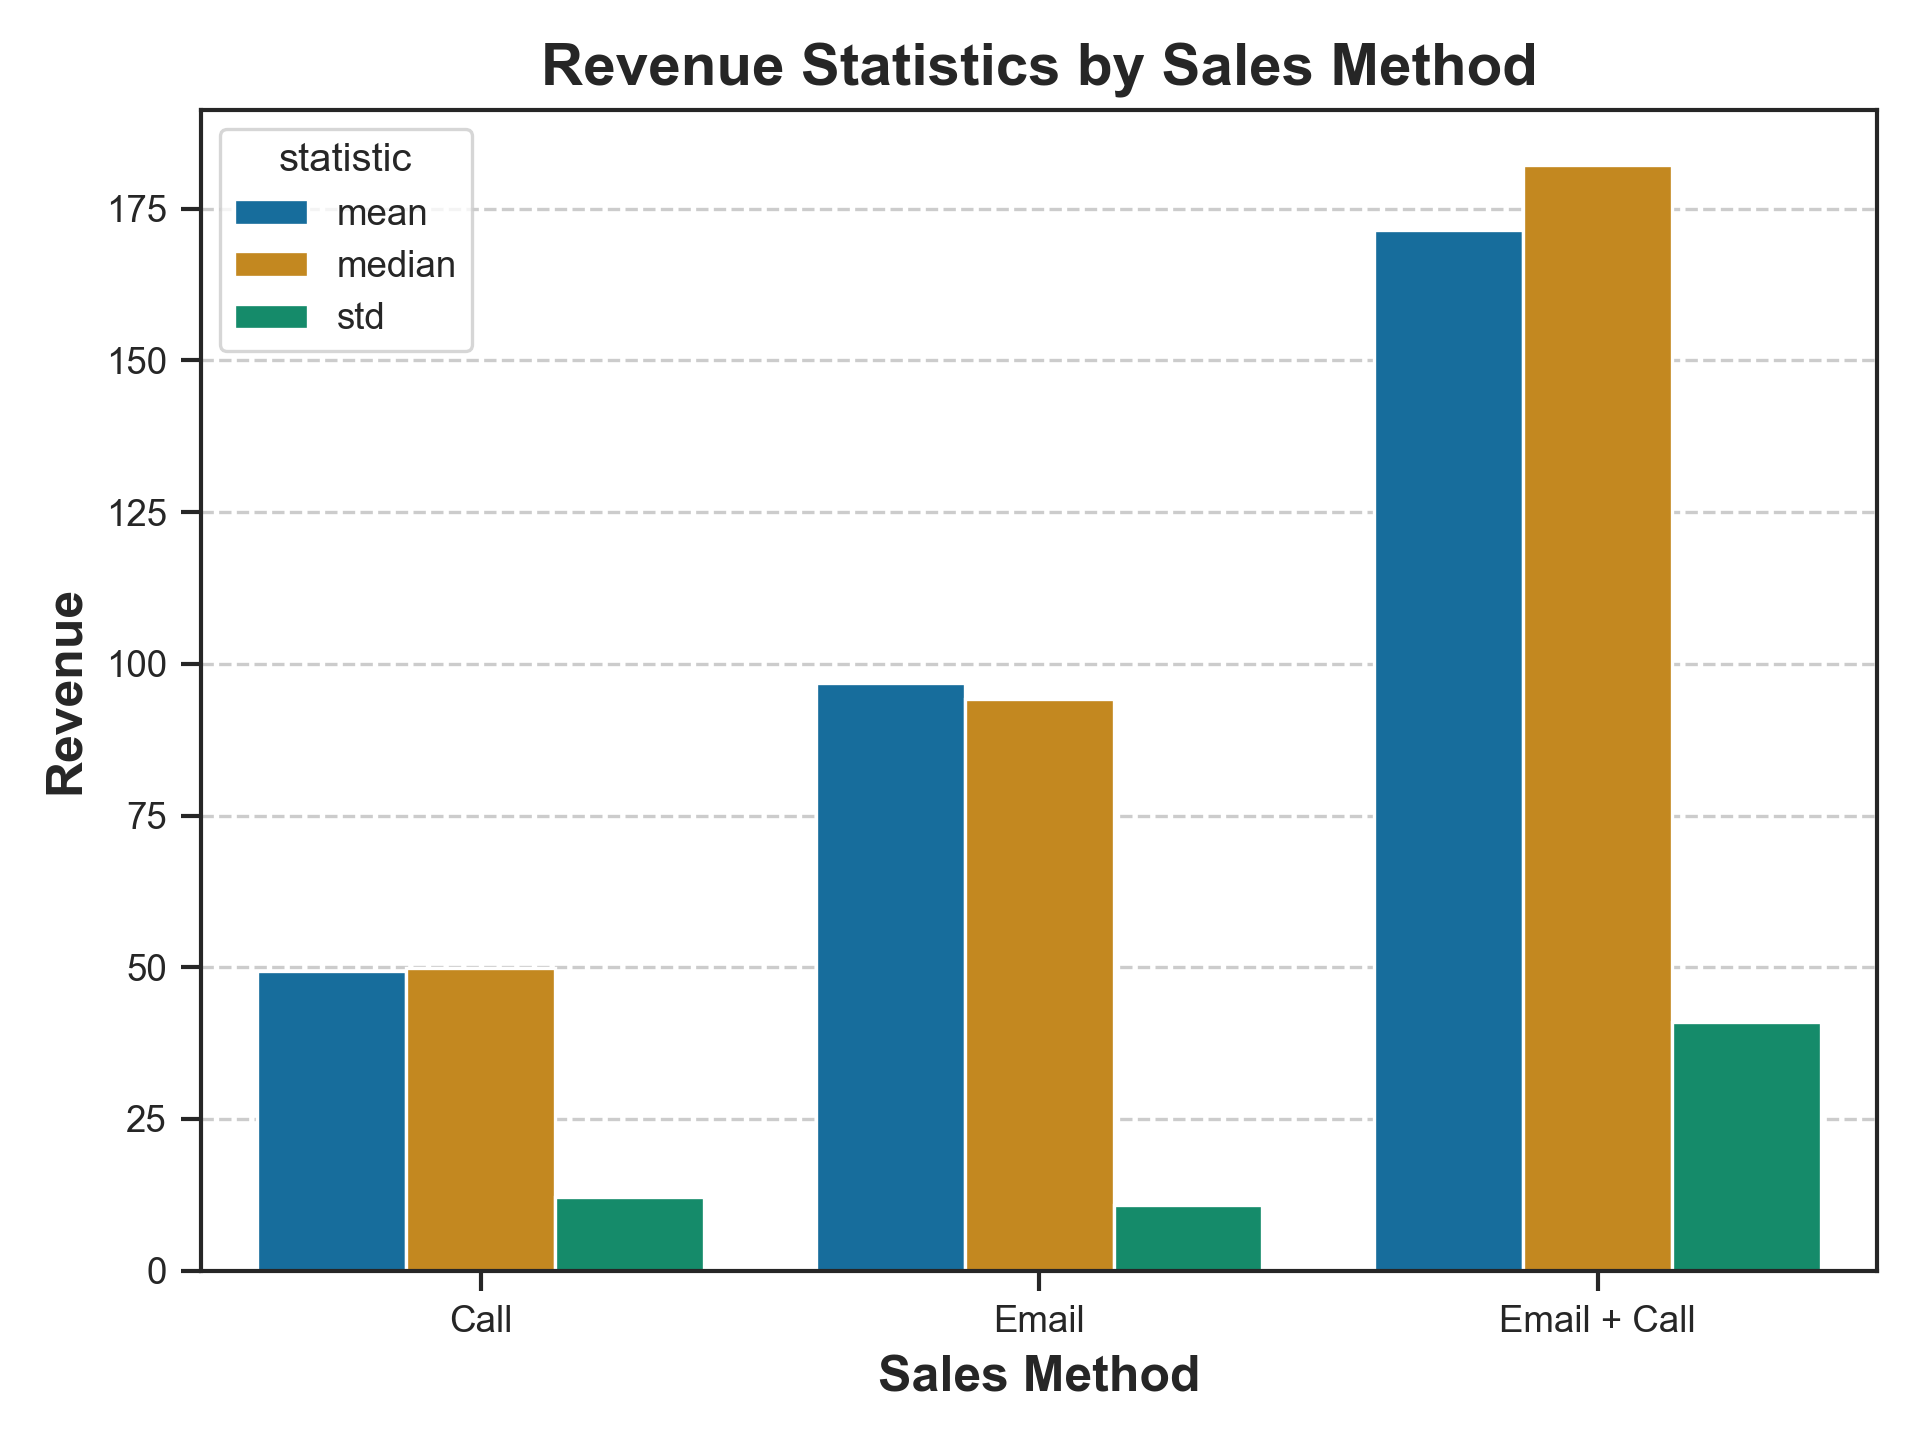 Revenue Statistics by Sales Method
statistic
mean
median
std
175
150
125
100
75
50
25
0
Revenue
Call
Email
Email + Call
Sales Method